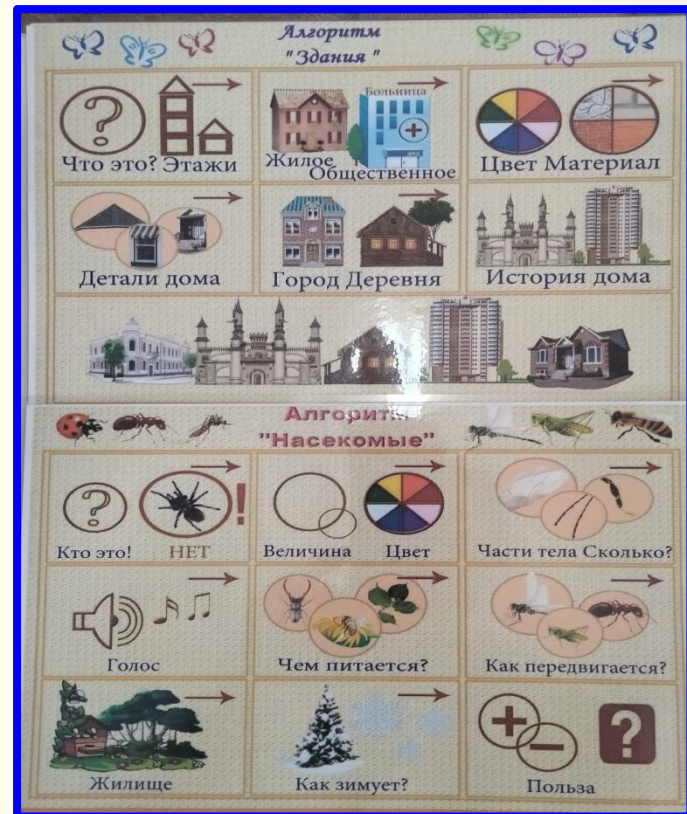 Алгоритм
"Здания "
Больница
Что это? Этажи
Жилое
Общественное
Цвет Материал
Детали дома
Город Деревня
История дома
Алгоритм
"Насекомые"
Кто это! НЕТ
Величина Цвет
Части тела Сколько?
Голос
Чем питается?
Как передвигается?
Жилище
Как зимует?
Польза